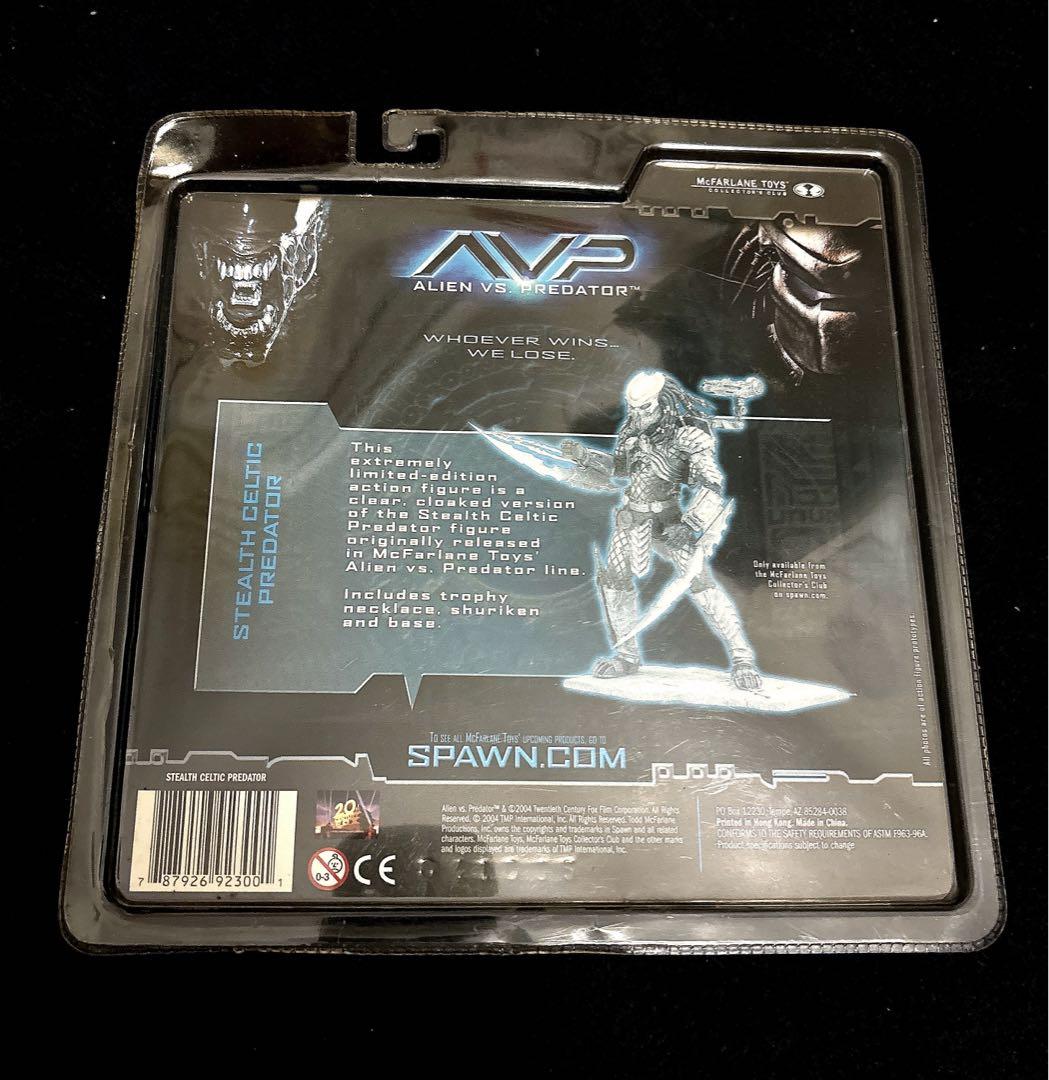 McFARLANE TOYS™
COLLECTOR'S CLUB
AVP
ALIEN VS. PREDATOR™
WHOEVER WINS...
WE LOSE.
STEALTH CELTIC
PREDATOR
This
extremely
limited-edition
action figure is a
clear, cloaked version
of the Stealth Celtic
Predator figure
originally released
in McFarlane Toys'
Alien vs. Predator line.
Includes trophy
necklace, shuriken
and base.
Only available from
the McFarlane Toys
Collector's Club
on spawn.com.
All photos are of action figure prototypes.
TO SEE ALL MCFARLANE TOYS' UPCOMING PRODUCTS, GO TO
SPAWN.COM
STEALTH CELTIC PREDATOR
7 87926 92300 1
20
0-3
CE
Alien vs. Predator™ & ©2004 Twentieth Century Fox Film Corporation. All Rights
Reserved. © 2004 TMP International, Inc. All Rights Reserved. Todd McFarlane
Productions, Inc. owns the copyrights and trademarks in Spawn and all related
characters. McFarlane Toys, McFarlane Toys Collector's Club and the other marks
and logos displayed are trademarks of TMP International, Inc.
PO Box 12230, Tempe, AZ 85284-0038
Printed in Hong Kong. Made in China.
CONFORMS TO THE SAFETY REQUIREMENTS OF ASTM F963-96A.
Product specifications subject to change